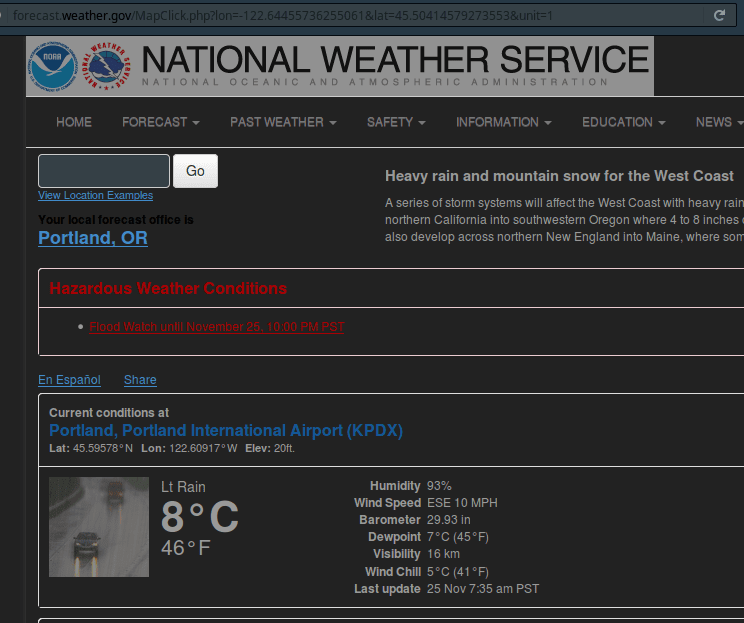 forecast.weather.gov/MapClick.php?lon=-122.64455736255061&lat=45.50414579273553&unit=1
NOAA
NATIONAL WEATHER SERVICE
NATIONAL WEATHER SERVICE
NATIONAL OCEANIC AND ATMOSPHERIC ADMINISTRATION
HOME FORECAST PAST WEATHER SAFETY INFORMATION EDUCATION NEWS
Go
View Location Examples
Your local forecast office is
Portland, OR
Heavy rain and mountain snow for the West Coast
A series of storm systems will affect the West Coast with heavy rain
northern California into southwestern Oregon where 4 to 8 inches
also develop across northern New England into Maine, where som
Hazardous Weather Conditions
• Flood Watch until November 25, 10:00 PM PST
En Español Share
Current conditions at
Portland, Portland International Airport (KPDX)
Lat: 45.59578°N Lon: 122.60917°W Elev: 20ft.
Lt Rain
8°C
46°F
Humidity 93%
Wind Speed ESE 10 MPH
Barometer 29.93 in
Dewpoint 7°C (45°F)
Visibility 16 km
Wind Chill 5°C (41°F)
Last update 25 Nov 7:35 am PST